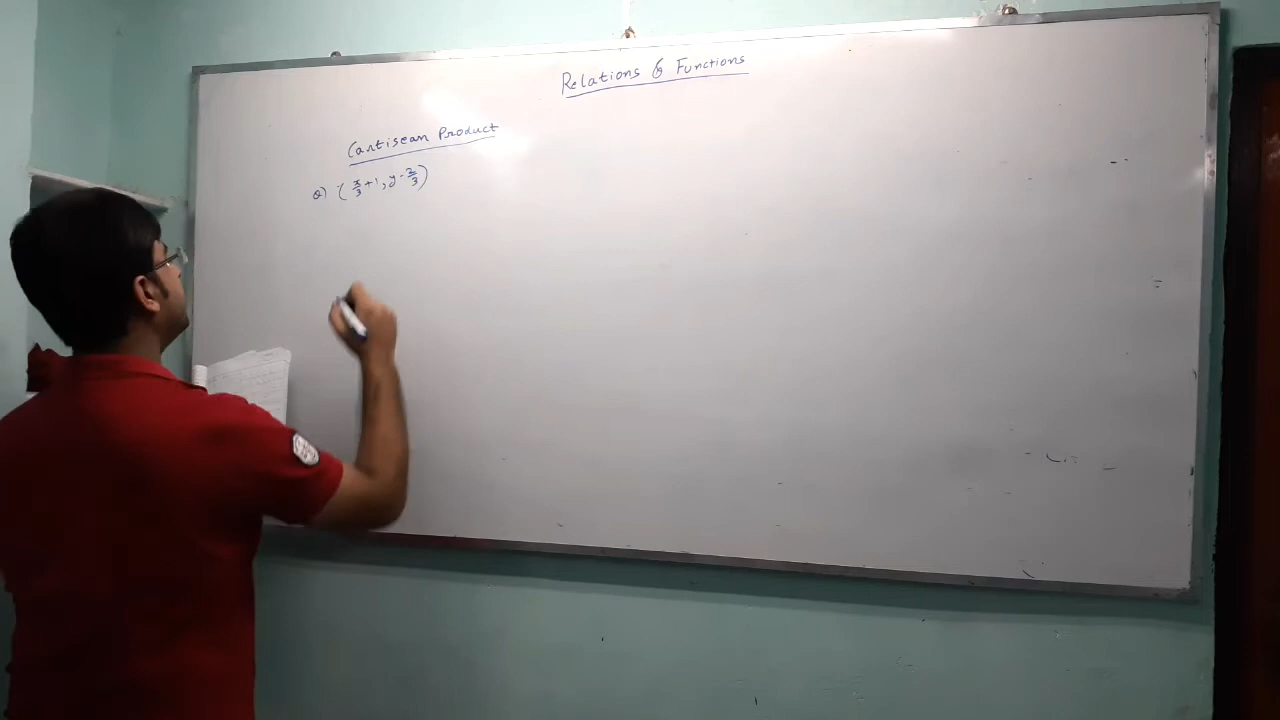 Relations & Functions
Cartisean Product
Q) (x/3 + 1, y - 2/3)